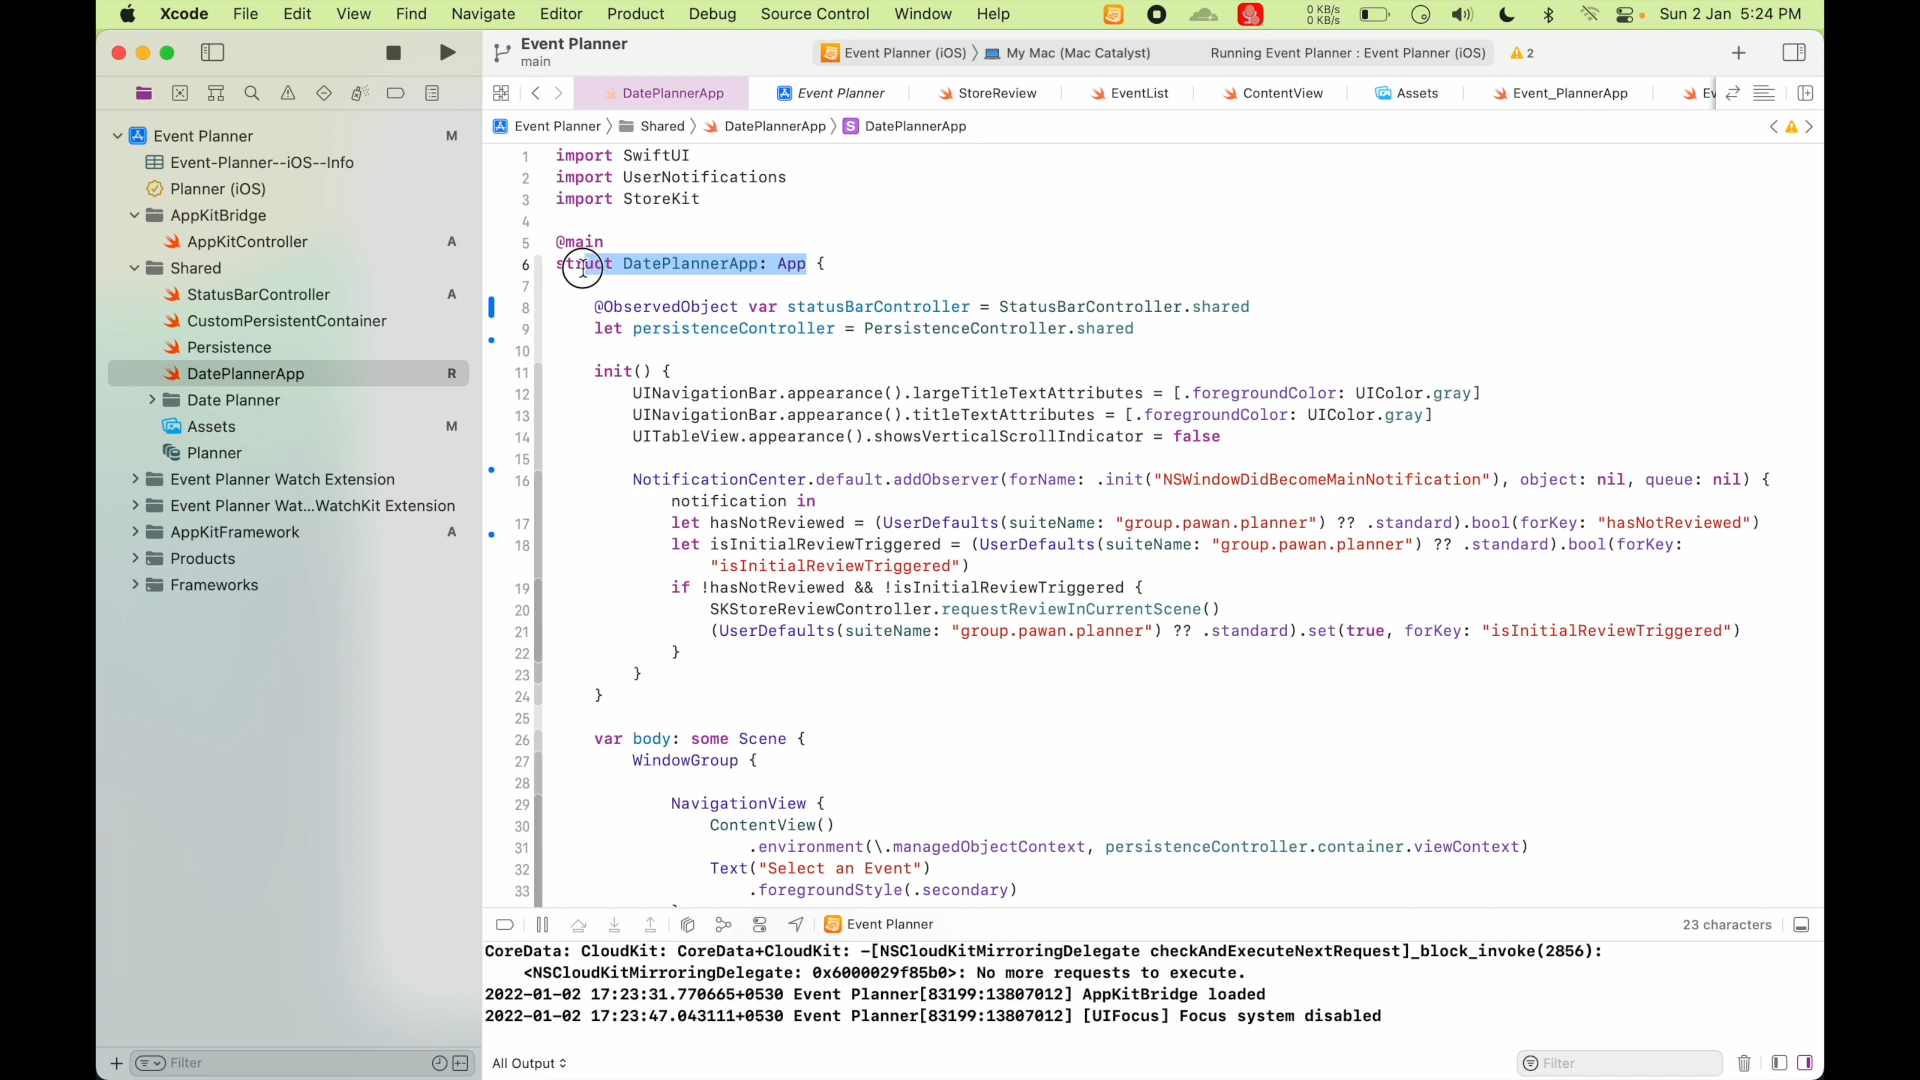 Xcode File Edit View Find Navigate Editor Product Debug Source Control Window Help 0 KB/s 0 KB/s Sun 2 Jan 5:24 PM
Event Planner
main
Event Planner (iOS) 〉 My Mac (Mac Catalyst) Running Event Planner : Event Planner (iOS) 2
DatePlannerApp Event Planner StoreReview EventList ContentView Assets Event_PlannerApp Ev
Event Planner 〉 Shared 〉 DatePlannerApp 〉 S DatePlannerApp
Event Planner M
Event-Planner--iOS--Info
Planner (iOS)
AppKitBridge
AppKitController A
Shared
StatusBarController A
CustomPersistentContainer
Persistence
DatePlannerApp R
Date Planner
Assets M
Planner
Event Planner Watch Extension
Event Planner Wat...WatchKit Extension
AppKitFramework A
Products
Frameworks
Filter
1 import SwiftUI
2 import UserNotifications
3 import StoreKit
4
5 @main
6 struct DatePlannerApp: App {
7
8 @ObservedObject var statusBarController = StatusBarController.shared
9 let persistenceController = PersistenceController.shared
10
11 init() {
12 UINavigationBar.appearance().largeTitleTextAttributes = [.foregroundColor: UIColor.gray]
13 UINavigationBar.appearance().titleTextAttributes = [.foregroundColor: UIColor.gray]
14 UITableView.appearance().showsVerticalScrollIndicator = false
15
16 NotificationCenter.default.addObserver(forName: .init("NSWindowDidBecomeMainNotification"), object: nil, queue: nil) {
notification in
17 let hasNotReviewed = (UserDefaults(suiteName: "group.pawan.planner") ?? .standard).bool(forKey: "hasNotReviewed")
18 let isInitialReviewTriggered = (UserDefaults(suiteName: "group.pawan.planner") ?? .standard).bool(forKey:
"isInitialReviewTriggered")
19 if !hasNotReviewed && !isInitialReviewTriggered {
20 SKStoreReviewController.requestReviewInCurrentScene()
21 (UserDefaults(suiteName: "group.pawan.planner") ?? .standard).set(true, forKey: "isInitialReviewTriggered")
22 }
23 }
24 }
25
26 var body: some Scene {
27 WindowGroup {
28
29 NavigationView {
30 ContentView()
31 .environment(\.managedObjectContext, persistenceController.container.viewContext)
32 Text("Select an Event")
33 .foregroundStyle(.secondary)
Event Planner 23 characters
CoreData: CloudKit: CoreData+CloudKit: -[NSCloudKitMirroringDelegate checkAndExecuteNextRequest]_block_invoke(2856):
<NSCloudKitMirroringDelegate: 0x6000029f85b0>: No more requests to execute.
2022-01-02 17:23:31.770665+0530 Event Planner[83199:13807012] AppKitBridge loaded
2022-01-02 17:23:47.043111+0530 Event Planner[83199:13807012] [UIFocus] Focus system disabled
All Output Filter